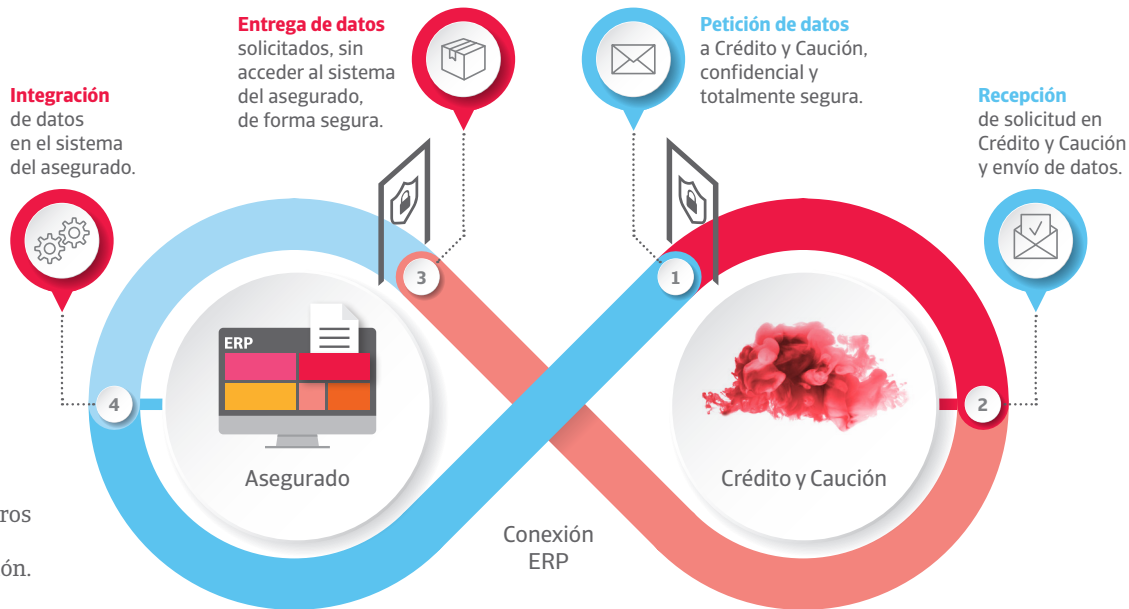 Entrega de datos
solicitados, sin
acceder al sistema
del asegurado,
de forma segura.
Petición de datos
a Crédito y Caución,
confidencial y
totalmente segura.
Integración
de datos
en el sistema
del asegurado.
Recepción
de solicitud en
Crédito y Caución
y envío de datos.
3
1
ERP
4
2
Asegurado
Crédito y Caución
Conexión
ERP
ros
ón.